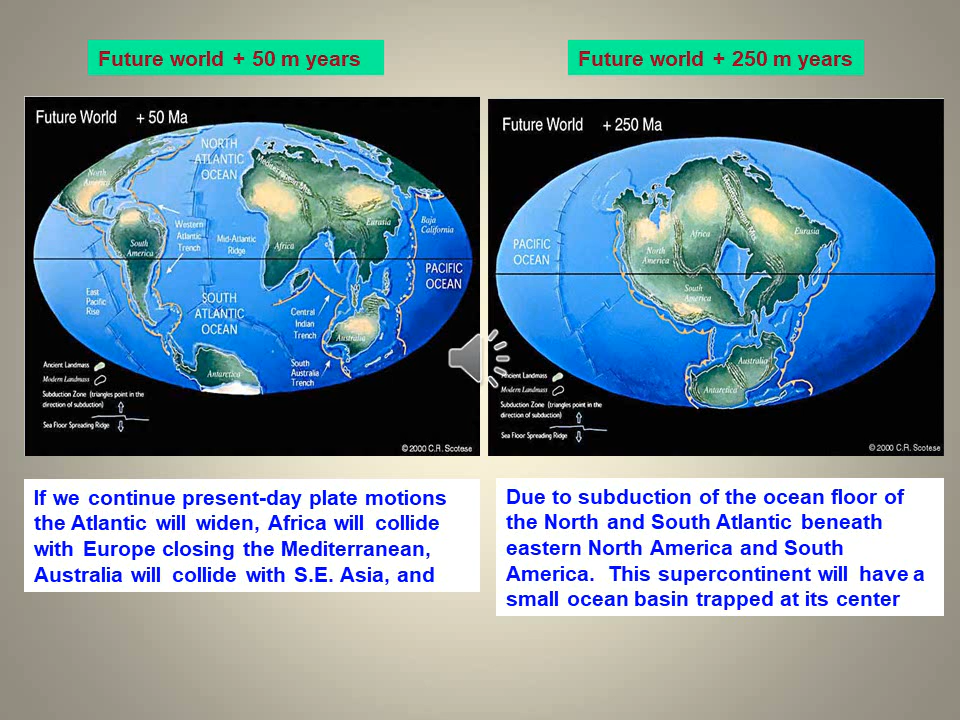 Future world + 50 m years
Future world + 250 m years
Future World + 50 Ma
NORTH
ATLANTIC
OCEAN
Mediterranean
North
America
Eurasia
Baja
California
Western
Atlantic
Trench
South
America
Mid-Atlantic
Ridge
Africa
PACIFIC
OCEAN
East
Pacific
Rise
SOUTH
ATLANTIC
OCEAN
Central
Indian
Trench
Australia
South
Australia
Trench
Antarctica
Ancient Landmass
Modern Landmass
Subduction Zone (triangles point in the
direction of subduction)
Sea Floor Spreading Ridge
© 2000 C.R. Scotese
Future World + 250 Ma
PACIFIC
OCEAN
North
America
Africa
Eurasia
South
America
Australia
Antarctica
Landmass
Modern Landmass
Subduction Zone (triangles point in the
direction of subduction)
Sea Floor Spreading Ridge
© 2000 C.R. Scotese
If we continue present-day plate motions
the Atlantic will widen, Africa will collide
with Europe closing the Mediterranean,
Australia will collide with S.E. Asia, and
Due to subduction of the ocean floor of
the North and South Atlantic beneath
eastern North America and South
America. This supercontinent will have a
small ocean basin trapped at its center